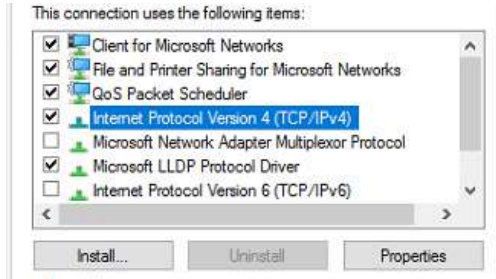 This connection uses the following items:
Client for Microsoft Networks
File and Printer Sharing for Microsoft Networks
QoS Packet Scheduler
Internet Protocol Version 4 (TCP/IPv4)
Microsoft Network Adapter Multiplexor Protocol
Microsoft LLDP Protocol Driver
Internet Protocol Version 6 (TCP/IPv6)
Install... Uninstall Properties